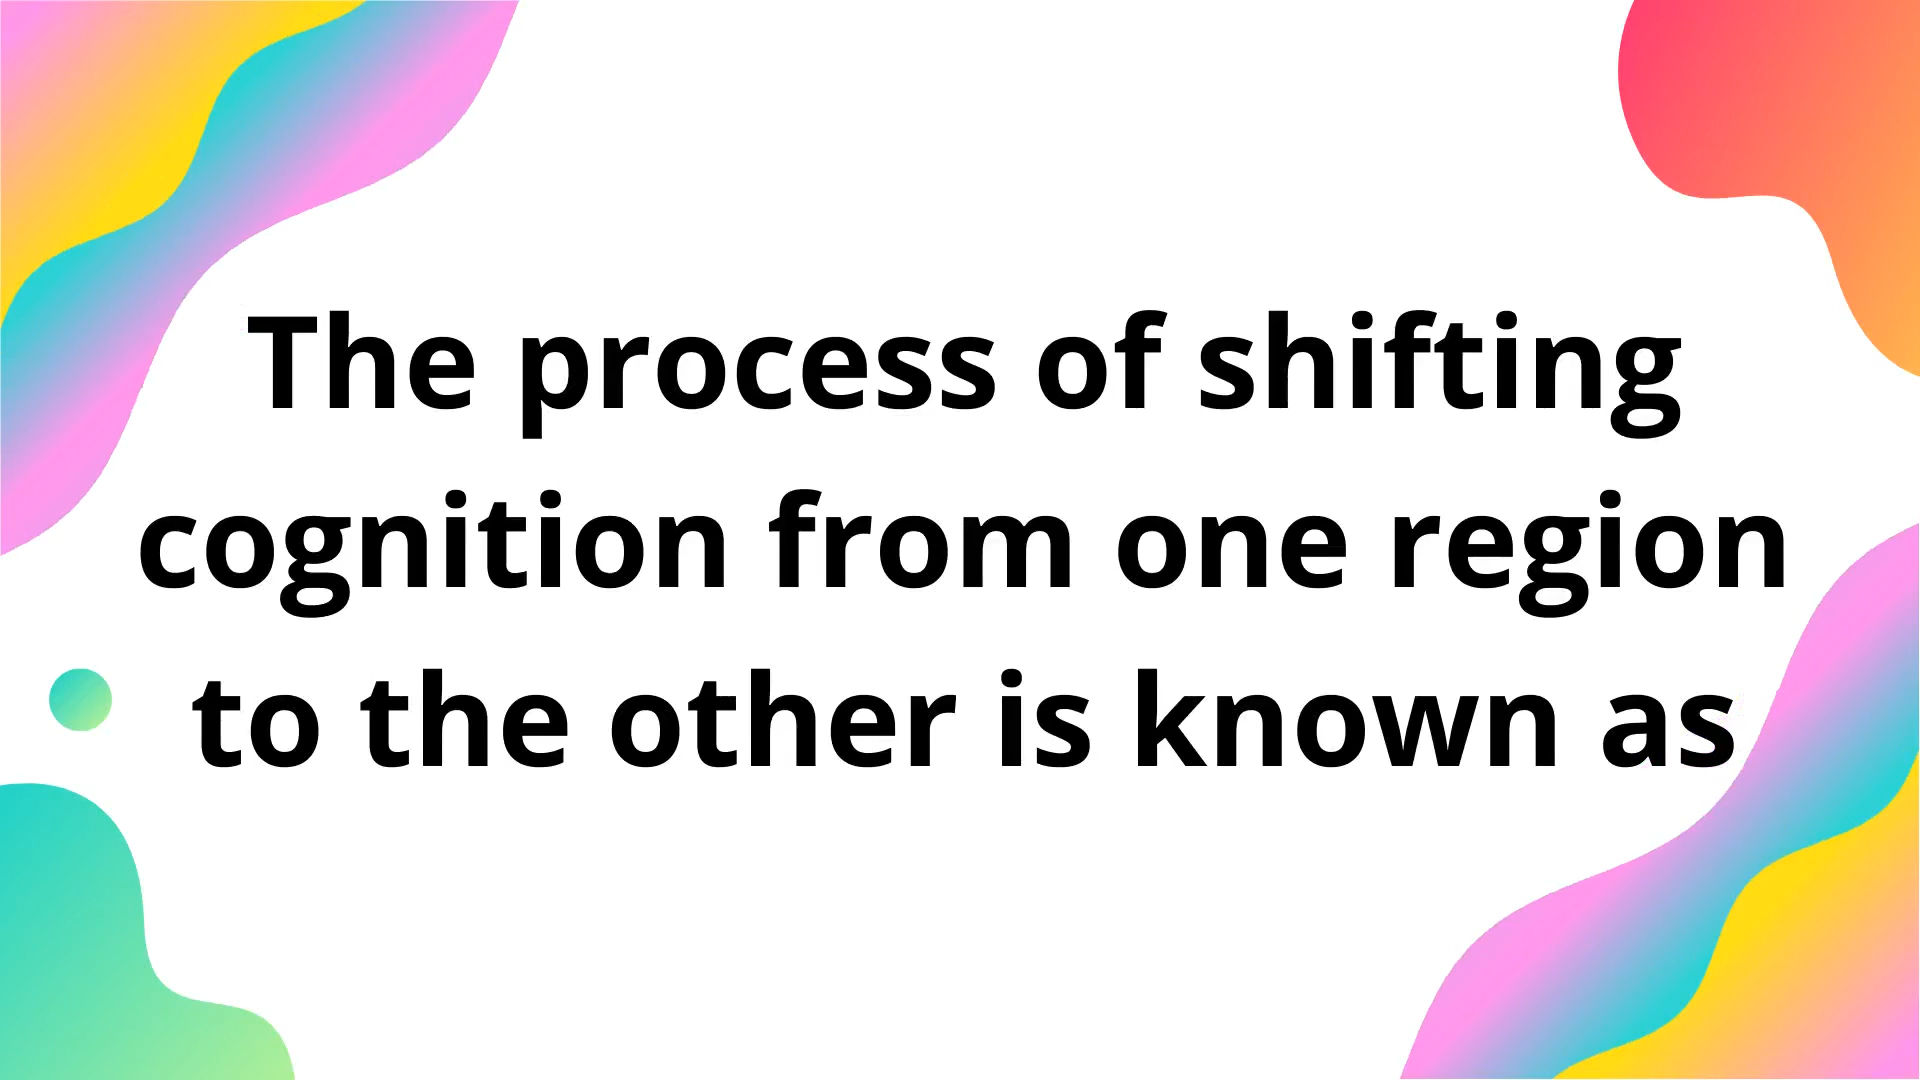 The process of shifting
cognition from one region
to the other is known as